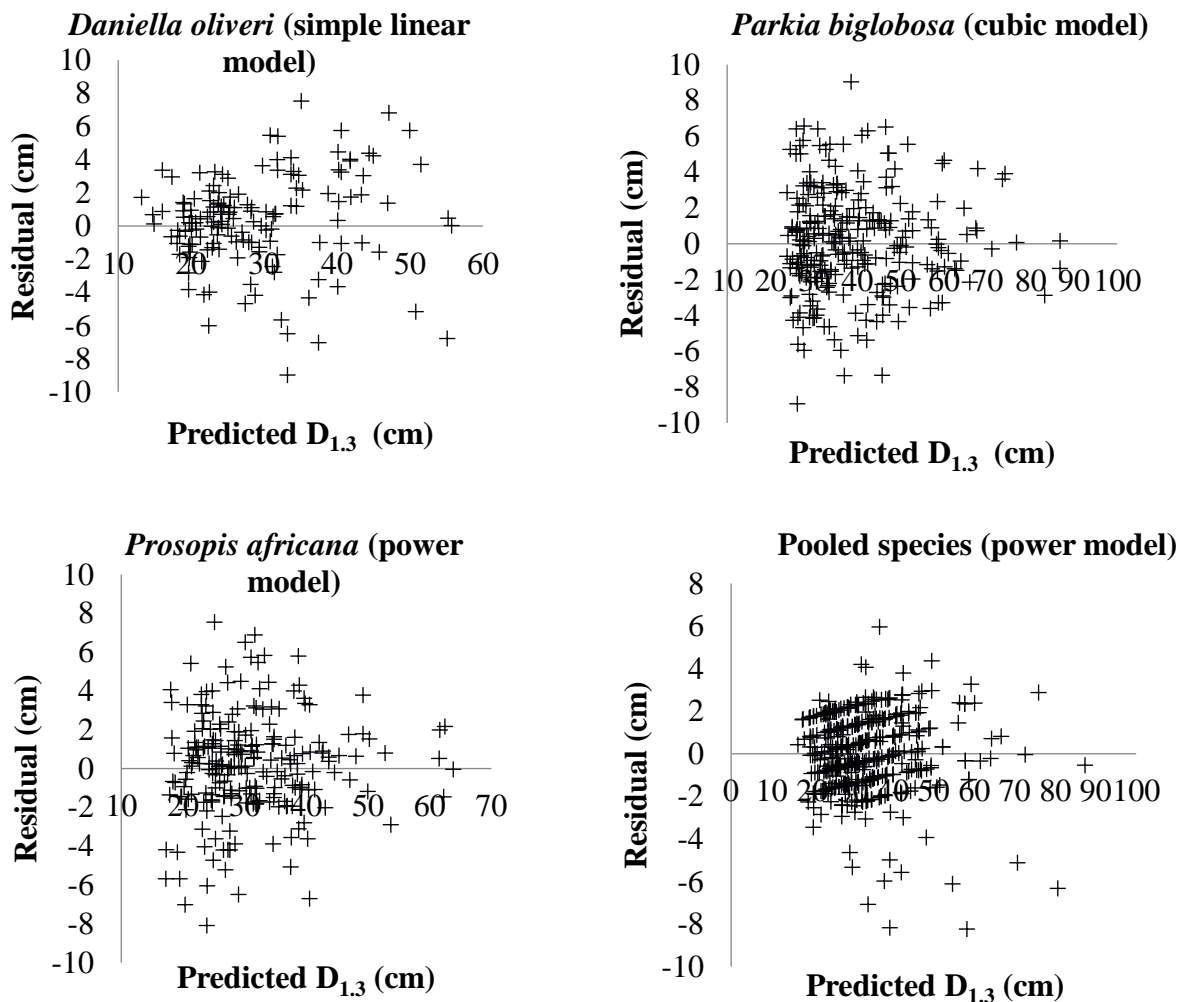 Daniella oliveri (simple linear
model)
10
8
6
4
2
0
-2
-4
-6
-8
-10
10 20 30 40 50 60
Residual (cm)
Predicted D1.3 (cm)
Parkia biglobosa (cubic model)
10
8
6
4
2
0
-2
-4
-6
-8
-10
10 20 30 40 50 60 70 80 90 100
Residual (cm)
Predicted D1.3 (cm)
Prosopis africana (power
model)
10
8
6
4
2
0
-2
-4
-6
-8
-10
10 20 30 40 50 60 70
Residual (cm)
Predicted D1.3 (cm)
Pooled species (power model)
8
6
4
2
0
-2
-4
-6
-8
-10
0 10 20 30 40 50 60 70 80 90 100
Residual (cm)
Predicted D1.3 (cm)